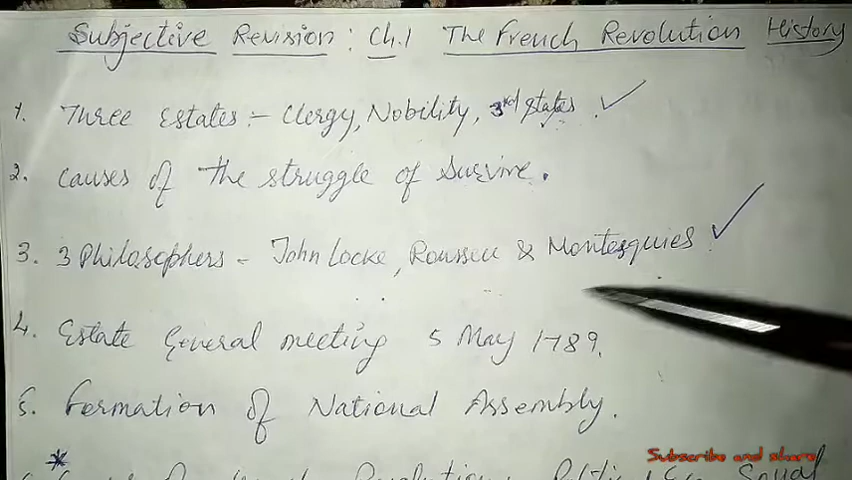 Subjective Revision : Ch.1 The French Revolution History
1. Three Estates :- Clergy, Nobility, 3rd states.
2. Causes of the struggle of Survive.
3. 3 Philosophers - John Locke, Rousseu & Montesquies.
4. Estate General meeting 5 May 1789.
5. Formation of National Assembly.
Subscribe and share